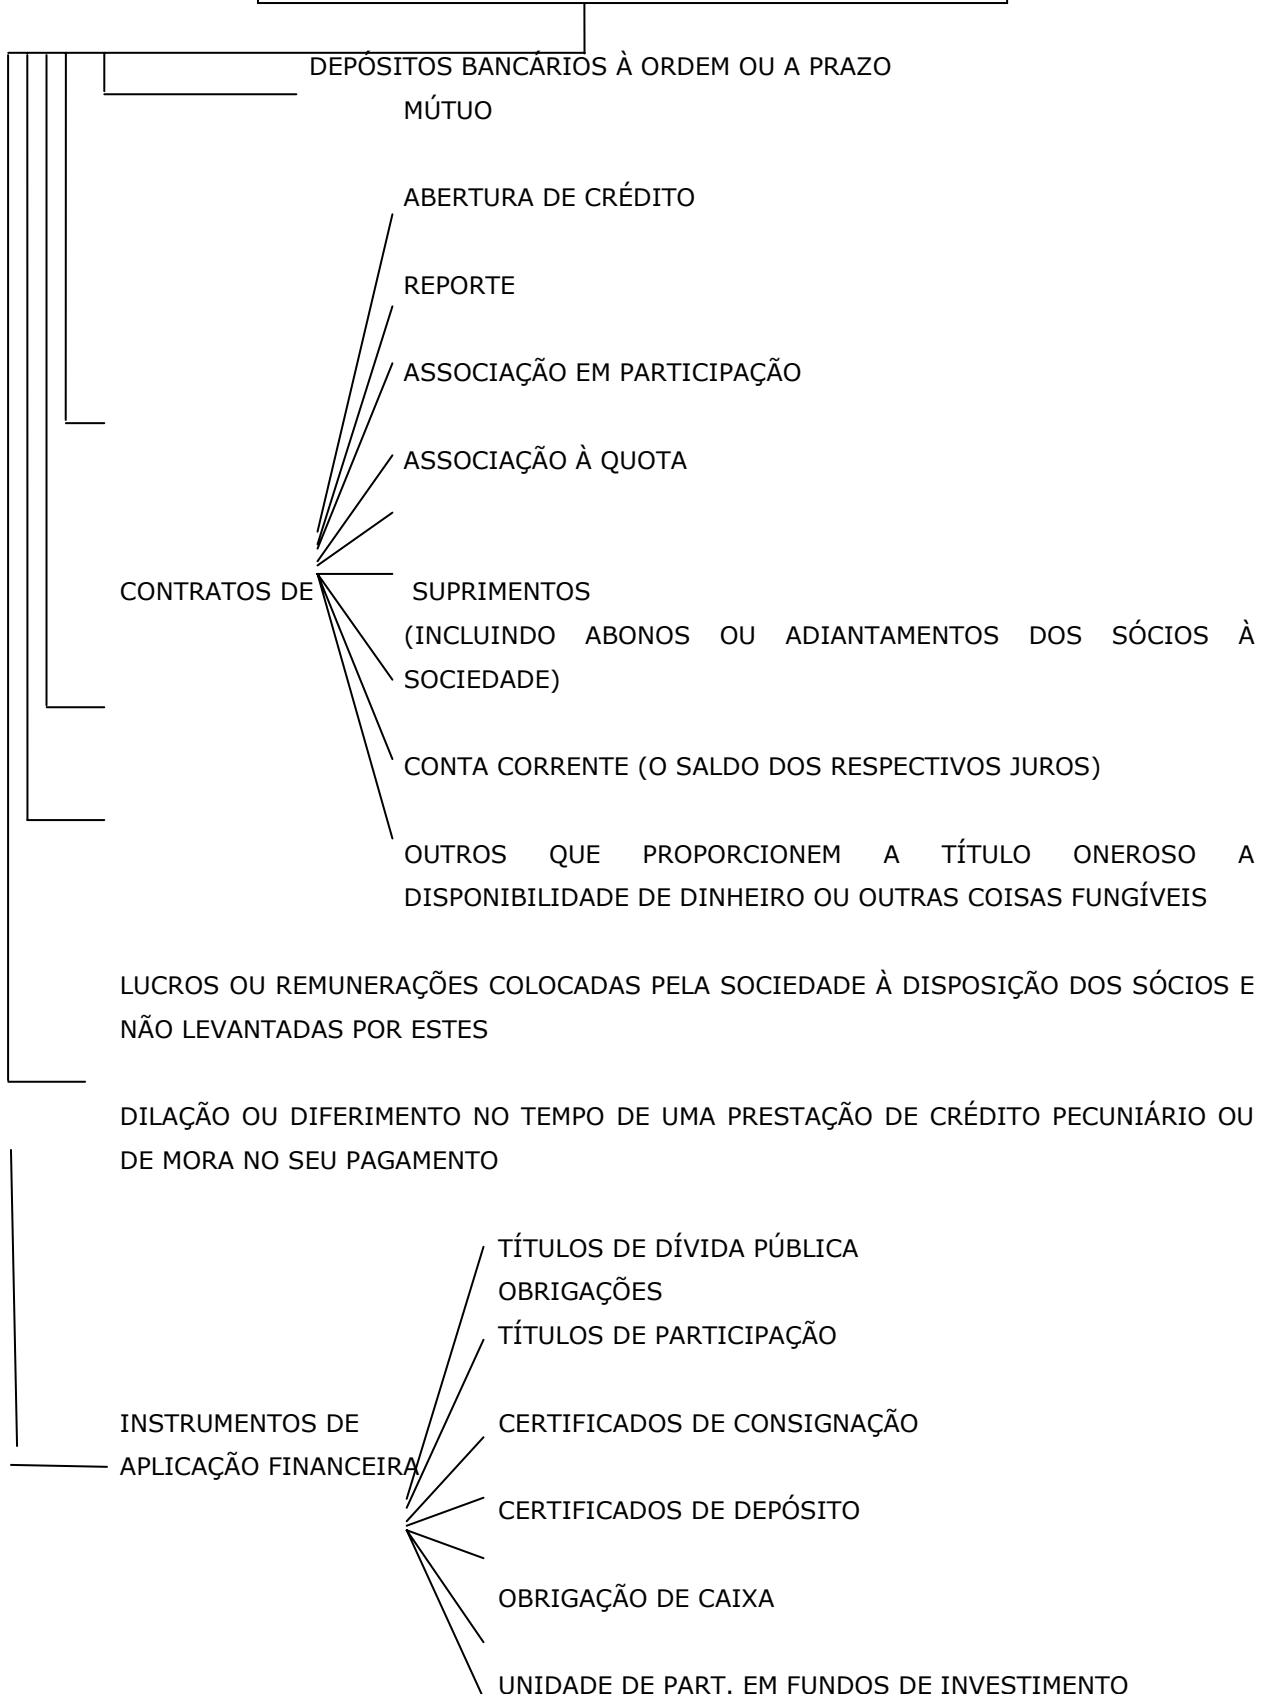 DEPÓSITOS BANCÁRIOS À ORDEM OU A PRAZO
MÚTUO
ABERTURA DE CRÉDITO
REPORTE
ASSOCIAÇÃO EM PARTICIPAÇÃO
ASSOCIAÇÃO À QUOTA
CONTRATOS DE SUPRIMENTOS
(INCLUINDO ABONOS OU ADIANTAMENTOS DOS SÓCIOS À
SOCIEDADE)
CONTA CORRENTE (O SALDO DOS RESPECTIVOS JUROS)
OUTROS QUE PROPORCIONEM A TÍTULO ONEROSO A
DISPONIBILIDADE DE DINHEIRO OU OUTRAS COISAS FUNGÍVEIS
LUCROS OU REMUNERAÇÕES COLOCADAS PELA SOCIEDADE À DISPOSIÇÃO DOS SÓCIOS E
NÃO LEVANTADAS POR ESTES
DILAÇÃO OU DIFERIMENTO NO TEMPO DE UMA PRESTAÇÃO DE CRÉDITO PECUNIÁRIO OU
DE MORA NO SEU PAGAMENTO
TÍTULOS DE DÍVIDA PÚBLICA
OBRIGAÇÕES
TÍTULOS DE PARTICIPAÇÃO
INSTRUMENTOS DE CERTIFICADOS DE CONSIGNAÇÃO
APLICAÇÃO FINANCEIRA
CERTIFICADOS DE DEPÓSITO
OBRIGAÇÃO DE CAIXA
UNIDADE DE PART. EM FUNDOS DE INVESTIMENTO